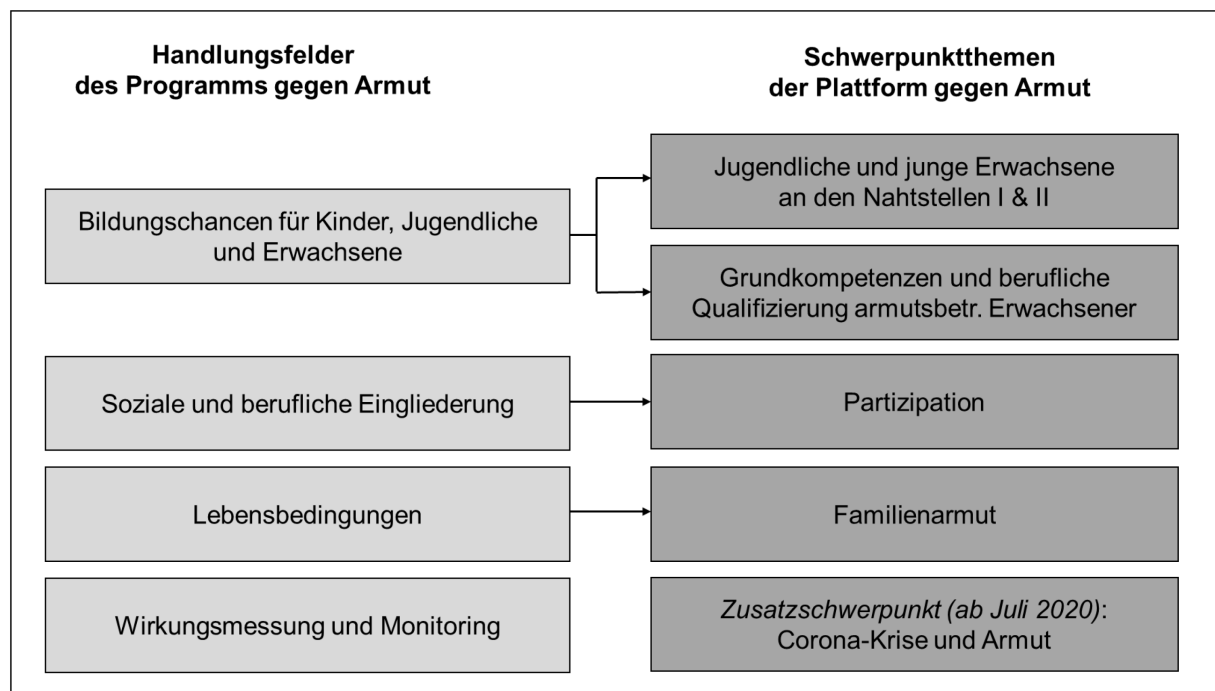 Handlungsfelder
des Programms gegen Armut
Schwerpunktthemen
der Plattform gegen Armut
Bildungschancen für Kinder, Jugendliche
und Erwachsene
Jugendliche und junge Erwachsene
an den Nahtstellen I & II
Grundkompetenzen und berufliche
Qualifizierung armutsbetr. Erwachsener
Soziale und berufliche Eingliederung
Partizipation
Lebensbedingungen
Familienarmut
Wirkungsmessung und Monitoring
Zusatzschwerpunkt (ab Juli 2020):
Corona-Krise und Armut